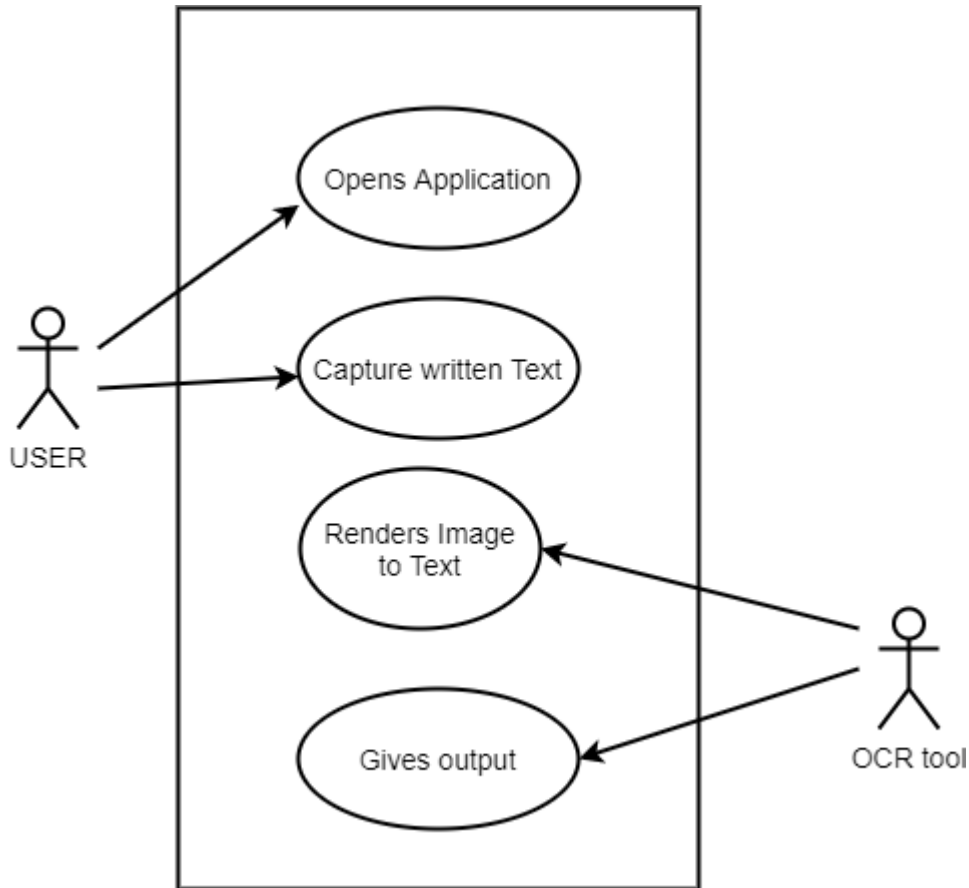 Opens Application
Capture written Text
USER
Renders Image
to Text
Gives output
OCR tool